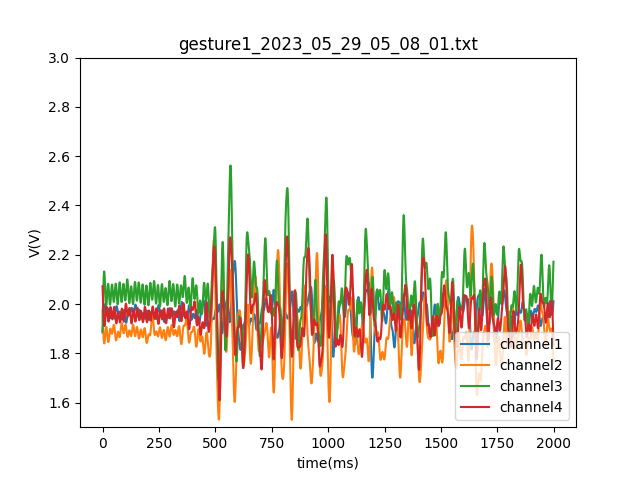 gesture1_2023_05_29_05_08_01.txt
3.0
2.8
2.6
2.4
2.2
2.0
1.8
1.6
V(V)
channel1
channel2
channel3
channel4
0 250 500 750 1000 1250 1500 1750 2000
time(ms)